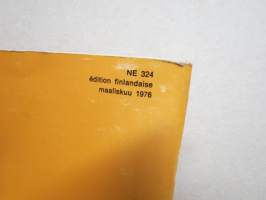 NE 324
édition finlandaise
maaliskuu 1976